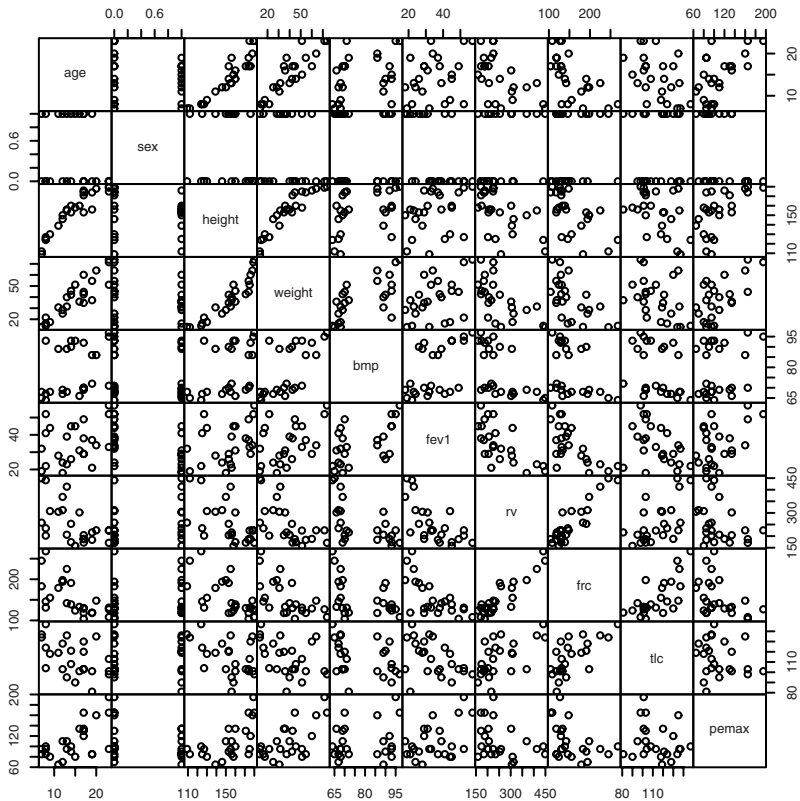 0.0 0.6
20 50
20 40
100 200
60 120 200
age
10 20
0.0 0.6
sex
height
110 150
20 50
weight
bmp
65 80 95
20 40
fev1
rv
150 300 450
100 200
frc
tlc
80 110
60 120 200
pemax
10 20
110 150
65 80 95
150 300 450
80 110